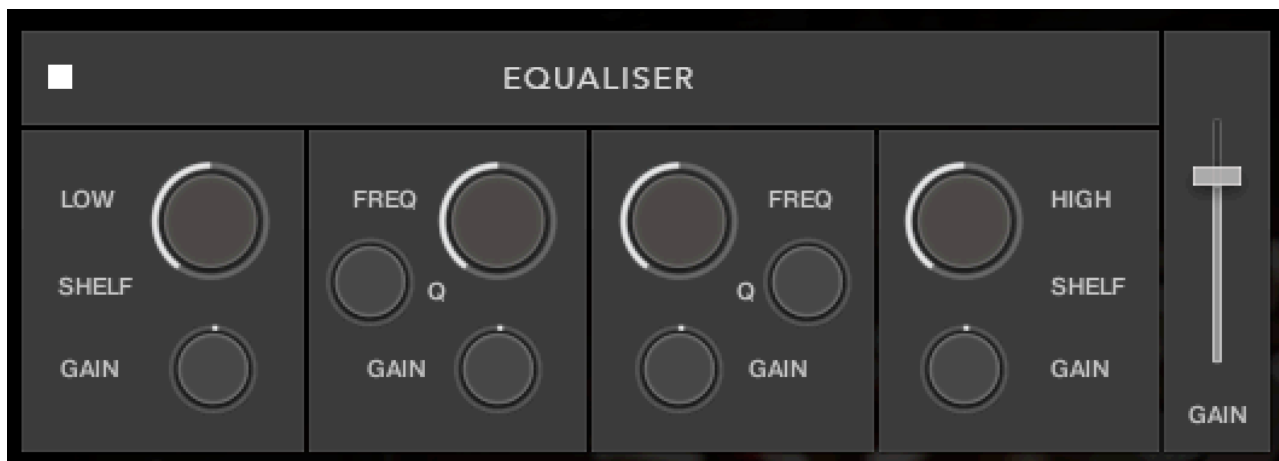 EQUALISER
LOW
SHELF
GAIN
FREQ
Q
GAIN
FREQ
Q
GAIN
HIGH
SHELF
GAIN
GAIN